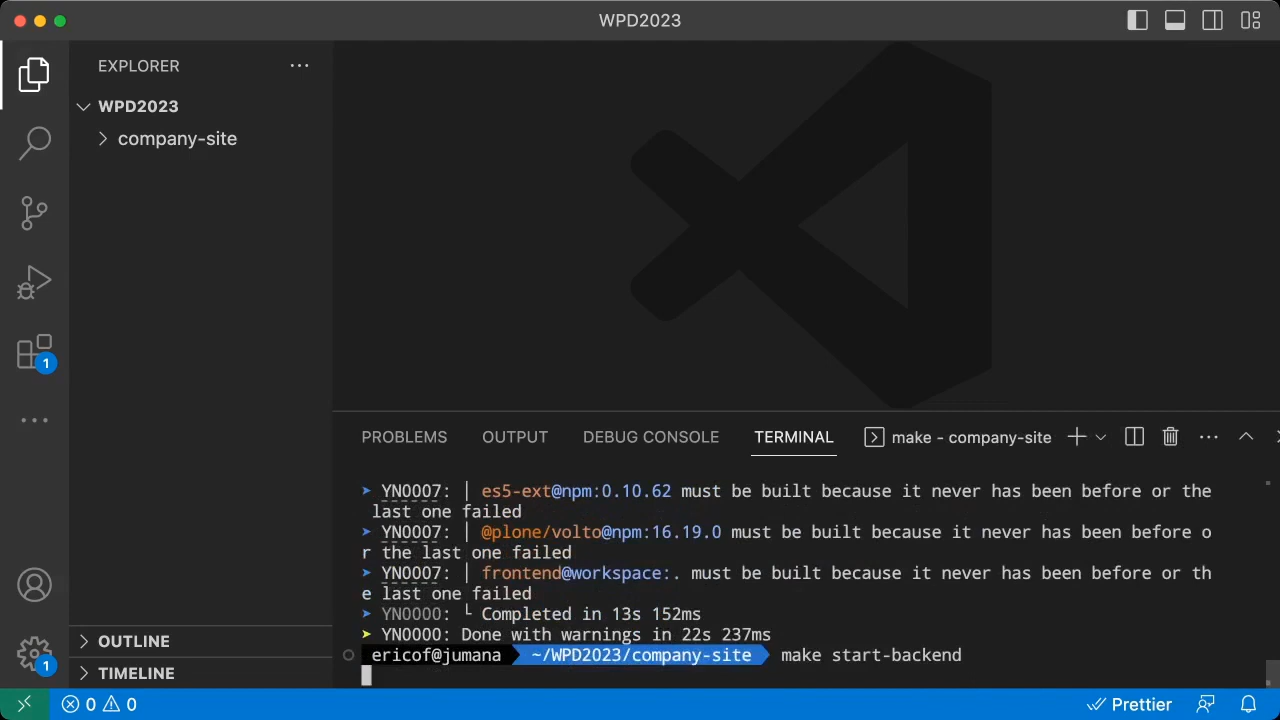 WPD2023
EXPLORER
WPD2023
company-site
1
OUTLINE
1
TIMELINE
PROBLEMS OUTPUT DEBUG CONSOLE TERMINAL make - company-site
➤ YN0007: │ es5-ext@npm:0.10.62 must be built because it never has been before or the
last one failed
➤ YN0007: │ @plone/volto@npm:16.19.0 must be built because it never has been before o
r the last one failed
➤ YN0007: │ frontend@workspace:. must be built because it never has been before or th
e last one failed
➤ YN0000: └ Completed in 13s 152ms
➤ YN0000: Done with warnings in 22s 237ms
ericof@jumana ~/WPD2023/company-site make start-backend
0 0 Prettier